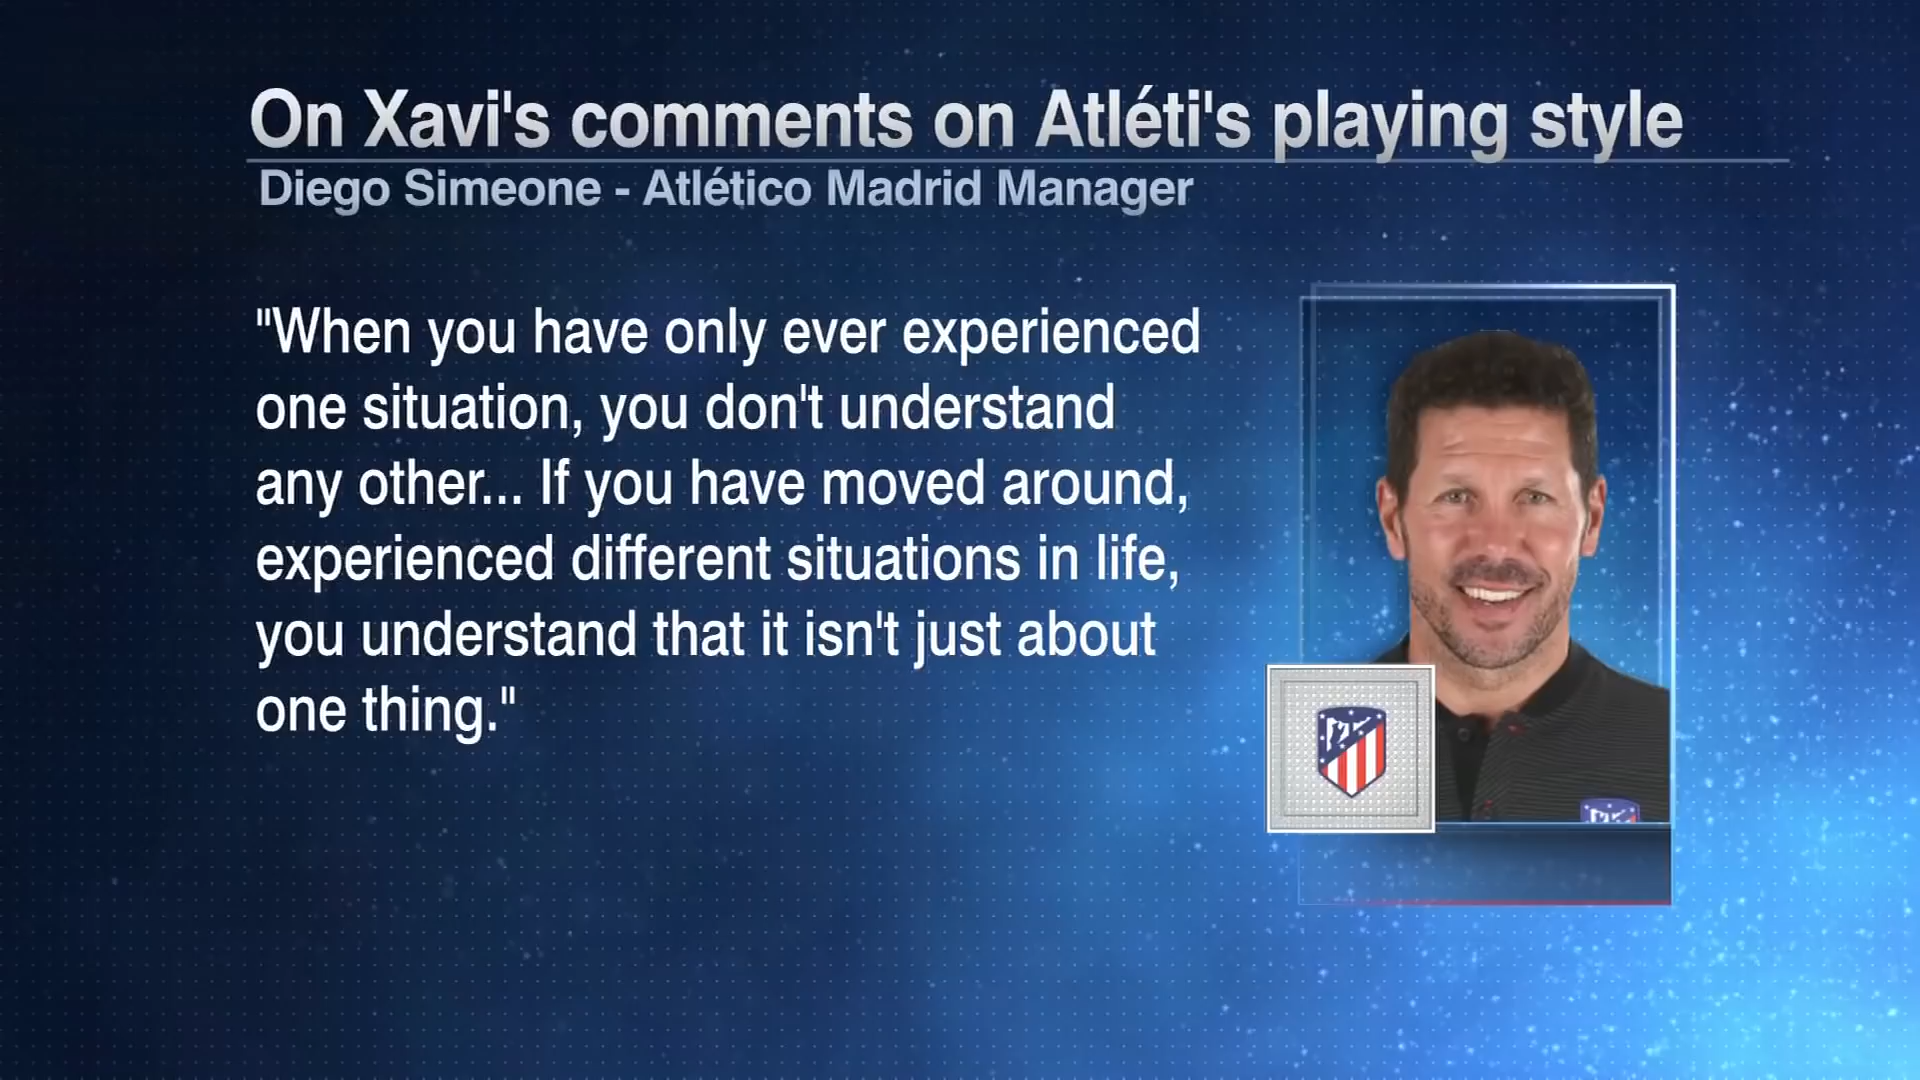 On Xavi's comments on Atléti's playing style
Diego Simeone - Atlético Madrid Manager
"When you have only ever experienced
one situation, you don't understand
any other... If you have moved around,
experienced different situations in life,
you understand that it isn't just about
one thing."